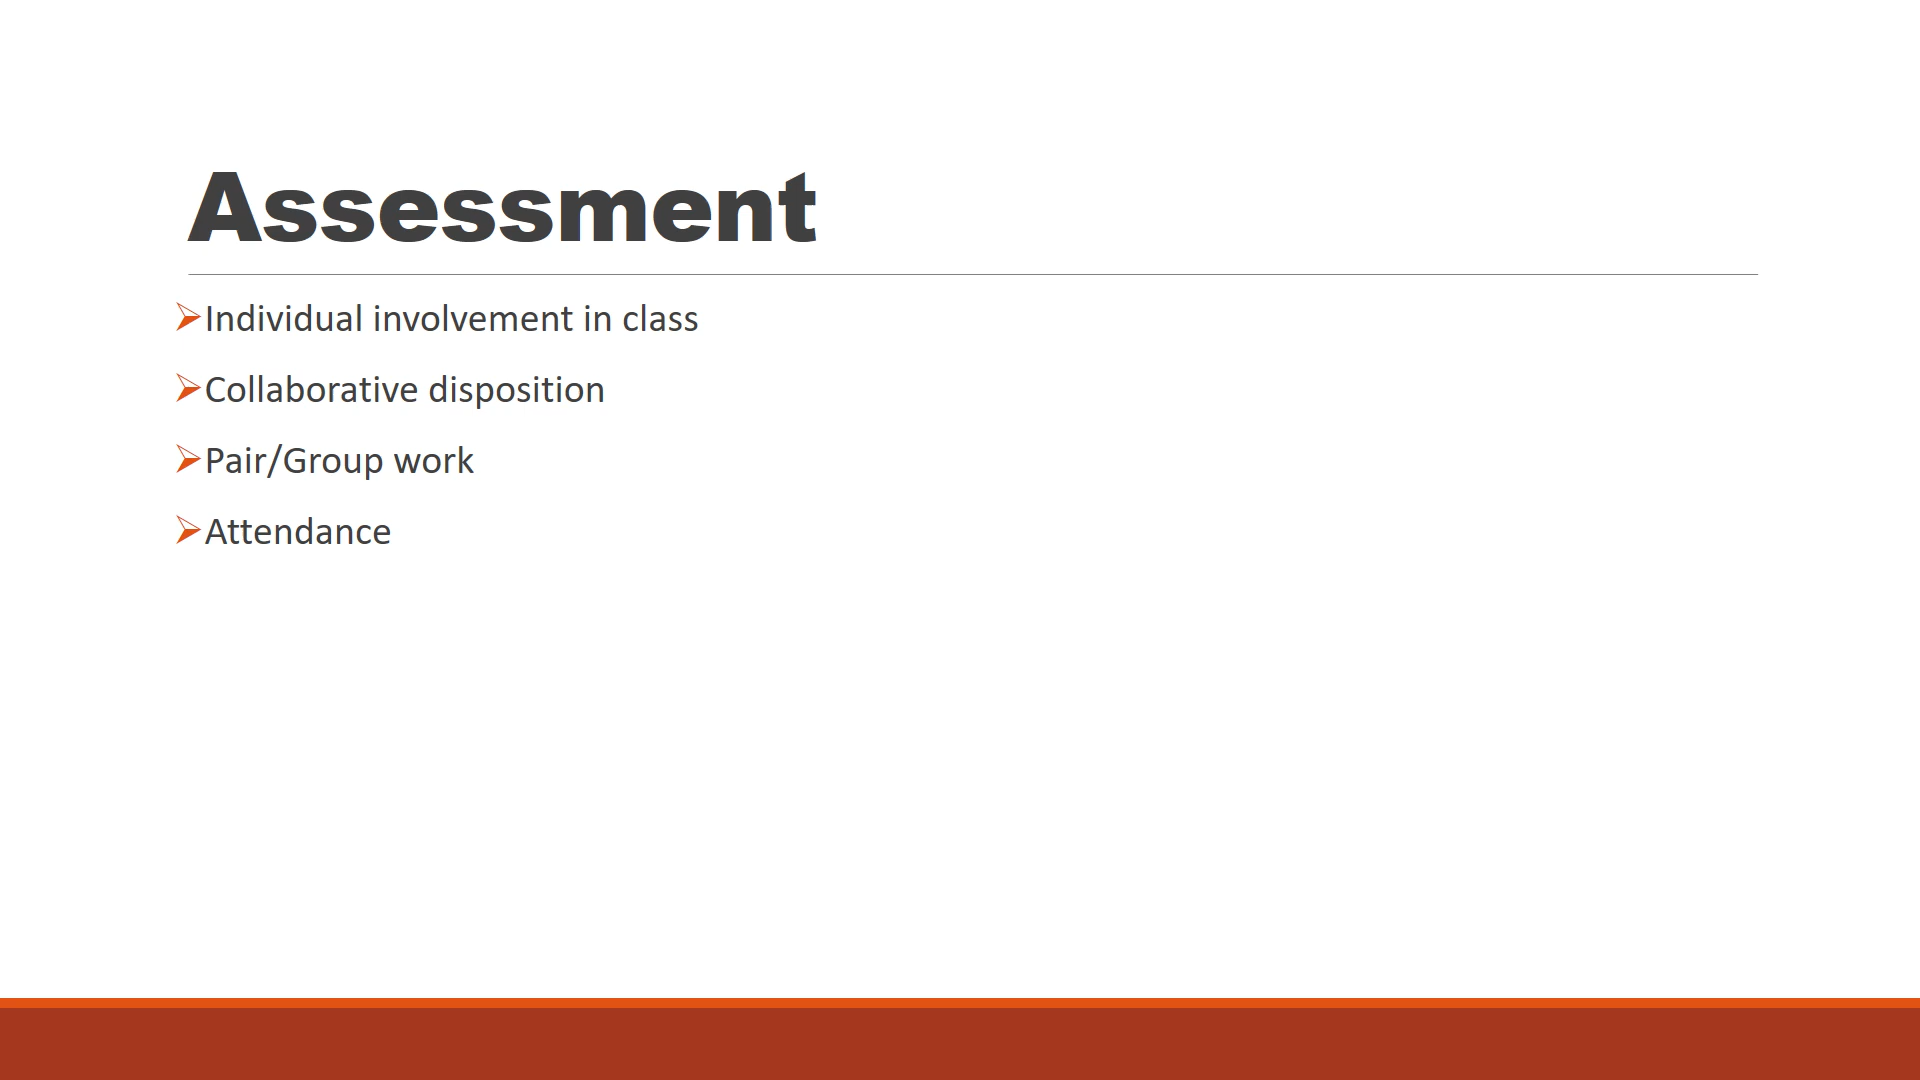 Assessment
Individual involvement in class
Collaborative disposition
Pair/Group work
Attendance